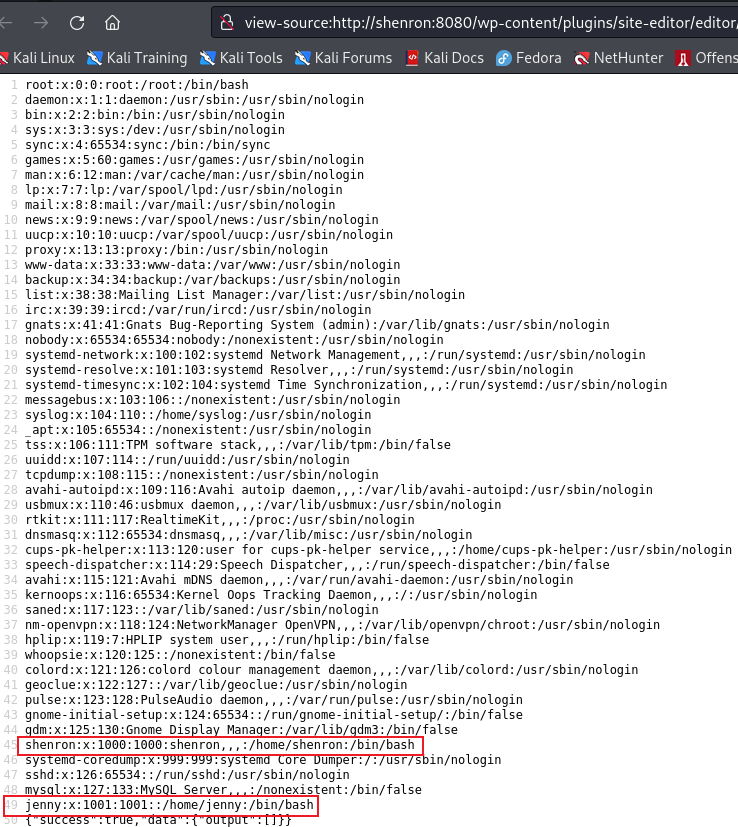 view-source:http://shenron:8080/wp-content/plugins/site-editor/editor/
Kali Linux Kali Training Kali Tools Kali Forums Kali Docs Fedora NetHunter Offens
1 root:x:0:0:root:/root:/bin/bash
2 daemon:x:1:1:daemon:/usr/sbin:/usr/sbin/nologin
3 bin:x:2:2:bin:/bin:/usr/sbin/nologin
4 sys:x:3:3:sys:/dev:/usr/sbin/nologin
5 sync:x:4:65534:sync:/bin:/bin/sync
6 games:x:5:60:games:/usr/games:/usr/sbin/nologin
7 man:x:6:12:man:/var/cache/man:/usr/sbin/nologin
8 lp:x:7:7:lp:/var/spool/lpd:/usr/sbin/nologin
9 mail:x:8:8:mail:/var/mail:/usr/sbin/nologin
10 news:x:9:9:news:/var/spool/news:/usr/sbin/nologin
11 uucp:x:10:10:uucp:/var/spool/uucp:/usr/sbin/nologin
12 proxy:x:13:13:proxy:/bin:/usr/sbin/nologin
13 www-data:x:33:33:www-data:/var/www:/usr/sbin/nologin
14 backup:x:34:34:backup:/var/backups:/usr/sbin/nologin
15 list:x:38:38:Mailing List Manager:/var/list:/usr/sbin/nologin
16 irc:x:39:39:ircd:/var/run/ircd:/usr/sbin/nologin
17 gnats:x:41:41:Gnats Bug-Reporting System (admin):/var/lib/gnats:/usr/sbin/nologin
18 nobody:x:65534:65534:nobody:/nonexistent:/usr/sbin/nologin
19 systemd-network:x:100:102:systemd Network Management,,,:/run/systemd:/usr/sbin/nologin
20 systemd-resolve:x:101:103:systemd Resolver,,,:/run/systemd:/usr/sbin/nologin
21 systemd-timesync:x:102:104:systemd Time Synchronization,,,:/run/systemd:/usr/sbin/nologin
22 messagebus:x:103:106::/nonexistent:/usr/sbin/nologin
23 syslog:x:104:110::/home/syslog:/usr/sbin/nologin
24 _apt:x:105:65534::/nonexistent:/usr/sbin/nologin
25 tss:x:106:111:TPM software stack,,,:/var/lib/tpm:/bin/false
26 uuidd:x:107:114::/run/uuidd:/usr/sbin/nologin
27 tcpdump:x:108:115::/nonexistent:/usr/sbin/nologin
28 avahi-autoipd:x:109:116:Avahi autoip daemon,,,:/var/lib/avahi-autoipd:/usr/sbin/nologin
29 usbmux:x:110:46:usbmux daemon,,,:/var/lib/usbmux:/usr/sbin/nologin
30 rtkit:x:111:117:RealtimeKit,,,:/proc:/usr/sbin/nologin
31 dnsmasq:x:112:65534:dnsmasq,,,:/var/lib/misc:/usr/sbin/nologin
32 cups-pk-helper:x:113:120:user for cups-pk-helper service,,,:/home/cups-pk-helper:/usr/sbin/nologin
33 speech-dispatcher:x:114:29:Speech Dispatcher,,,:/run/speech-dispatcher:/bin/false
34 avahi:x:115:121:Avahi mDNS daemon,,,:/var/run/avahi-daemon:/usr/sbin/nologin
35 kernoops:x:116:65534:Kernel Oops Tracking Daemon,,,:/:/usr/sbin/nologin
36 saned:x:117:123::/var/lib/saned:/usr/sbin/nologin
37 nm-openvpn:x:118:124:NetworkManager OpenVPN,,,:/var/lib/openvpn/chroot:/usr/sbin/nologin
38 hplip:x:119:7:HPLIP system user,,,:/run/hplip:/bin/false
39 whoopsie:x:120:125::/nonexistent:/bin/false
40 colord:x:121:126:colord colour management daemon,,,:/var/lib/colord:/usr/sbin/nologin
41 geoclue:x:122:127::/var/lib/geoclue:/usr/sbin/nologin
42 pulse:x:123:128:PulseAudio daemon,,,:/var/run/pulse:/usr/sbin/nologin
43 gnome-initial-setup:x:124:65534::/run/gnome-initial-setup/:/bin/false
44 gdm:x:125:130:Gnome Display Manager:/var/lib/gdm3:/bin/false
45 shenron:x:1000:1000:shenron,,,:/home/shenron:/bin/bash
46 systemd-coredump:x:999:999:systemd Core Dumper:/:/usr/sbin/nologin
47 sshd:x:126:65534::/run/sshd:/usr/sbin/nologin
48 mysql:x:127:133:MySQL Server,,,:/nonexistent:/bin/false
49 jenny:x:1001:1001::/home/jenny:/bin/bash
50 {"success":true,"data":{"output":[]}}